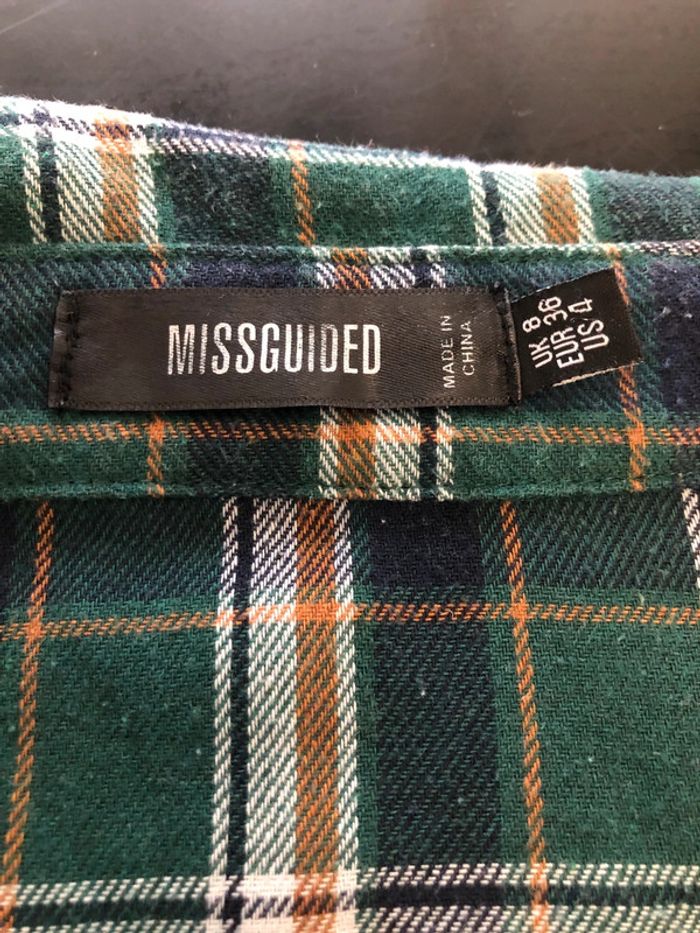 MISSGUIDED
MADE IN
CHINA
UK 8
EUR 36
US 4